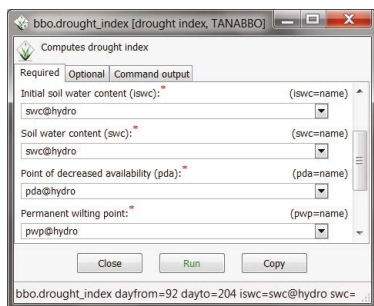 bbo.drought_index [drought index, TANABBO]
Computes drought index
Required Optional Command output
Initial soil water content (iswc):* (iswc=name)
swc@hydro
Soil water content (swc):* (swc=name)
swc@hydro
Point of decreased availability (pda):* (pda=name)
pda@hydro
Permanent wilting point:* (pwp=name)
pwp@hydro
Close Run Copy
bbo.drought_index dayfrom=92 dayto=204 iswc=swc@hydro swc=